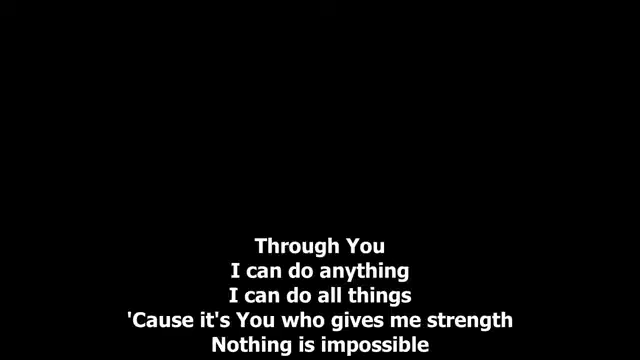 Through You
I can do anything
I can do all things
'Cause it's You who gives me strength
Nothing is impossible